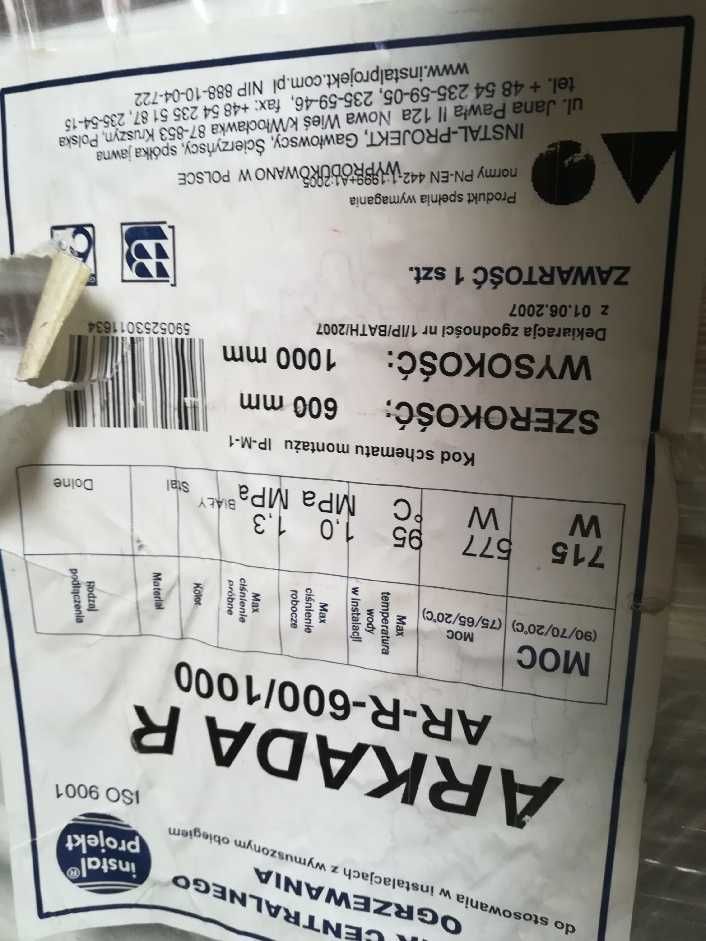 CENTRALNEGO
OGRZEWANIA
do stosowania w instalacjach z wymuszonym obiegiem
instal®
projekt
ISO 9001
ARKADA R
AR-R-600/1000
MOC
(90/70/20°C)
MOC
(75/65/20°C)
Max
temperatura
wody
w instalacji
Max
ciśnienie
robocze
Max
ciśnienie
próbne
Kolor
Materiał
Rodzaj
podłączenia
715
W
577
W
95
°C
1,0
MPa
1,3
MPa
BIAŁY
Stal
Dolne
Kod schematu montażu IP-M-1
SZEROKOŚĆ: 600 mm
WYSOKOŚĆ: 1000 mm
5905253011634
Deklaracja zgodności nr 1/IP/BATH/2007
z 01.06.2007
ZAWARTOŚĆ 1 szt.
Produkt spełnia wymagania
normy PN-EN 442-1:1999+A1:2005
WYPRODUKOWANO W POLSCE
INSTAL-PROJEKT, Gawłowscy, Ścierzyńscy, spółka jawna
ul. Jana Pawła II 12a Nowa Wieś K/Włocławka 87-853 Kruszyn, Polska
tel. + 48 54 235-59-05, 235-59-46, fax: +48 54 235 51 87, 235-54-15
www.instalprojekt.com.pl NIP 888-10-04-722